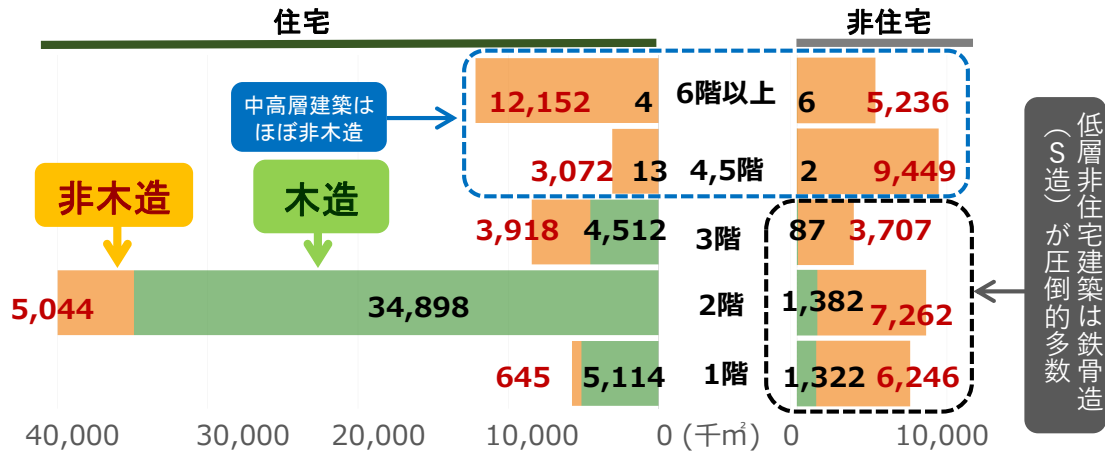 住宅
非住宅
中高層建築は
ほぼ非木造
12,152 4 6階以上 6 5,236
3,072 13 4,5階 2 9,449
非木造
木造
3,918 4,512 3階 87 3,707
5,044 34,898 2階 1,382 7,262
645 5,114 1階 1,322 6,246
40,000 30,000 20,000 10,000 0 (千㎡) 0 10,000
低層非住宅建築は鉄骨造
（S造）が圧倒的多数